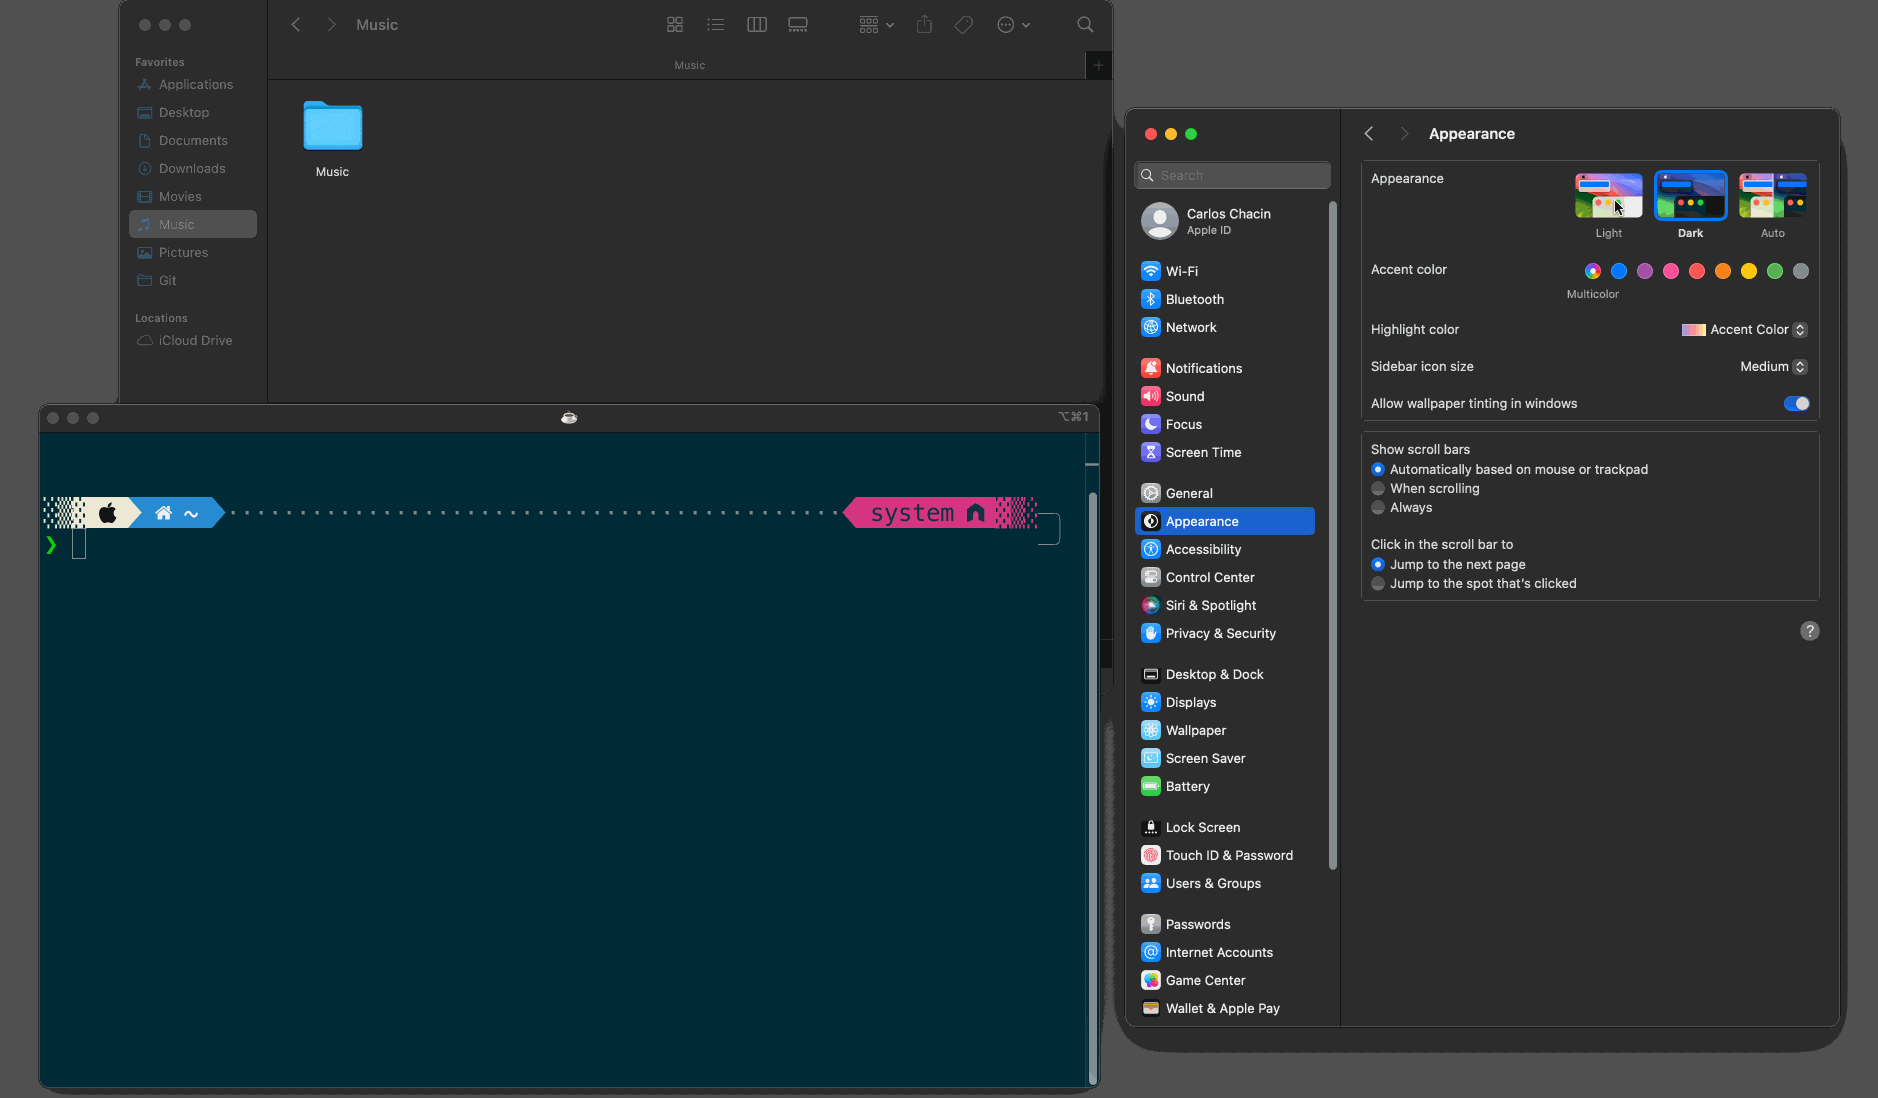 Music
Favorites
Applications
Desktop
Documents
Downloads
Movies
Music
Pictures
Git
Locations
iCloud Drive
Music
Music
⌥⌘1
~
system
❯
Appearance
Search
Carlos Chacin
Apple ID
Wi-Fi
Bluetooth
Network
Notifications
Sound
Focus
Screen Time
General
Appearance
Accessibility
Control Center
Siri & Spotlight
Privacy & Security
Desktop & Dock
Displays
Wallpaper
Screen Saver
Battery
Lock Screen
Touch ID & Password
Users & Groups
Passwords
Internet Accounts
Game Center
Wallet & Apple Pay
Appearance
Light
Dark
Auto
Accent color
Multicolor
Highlight color
Accent Color
Sidebar icon size
Medium
Allow wallpaper tinting in windows
Show scroll bars
Automatically based on mouse or trackpad
When scrolling
Always
Click in the scroll bar to
Jump to the next page
Jump to the spot that's clicked
?